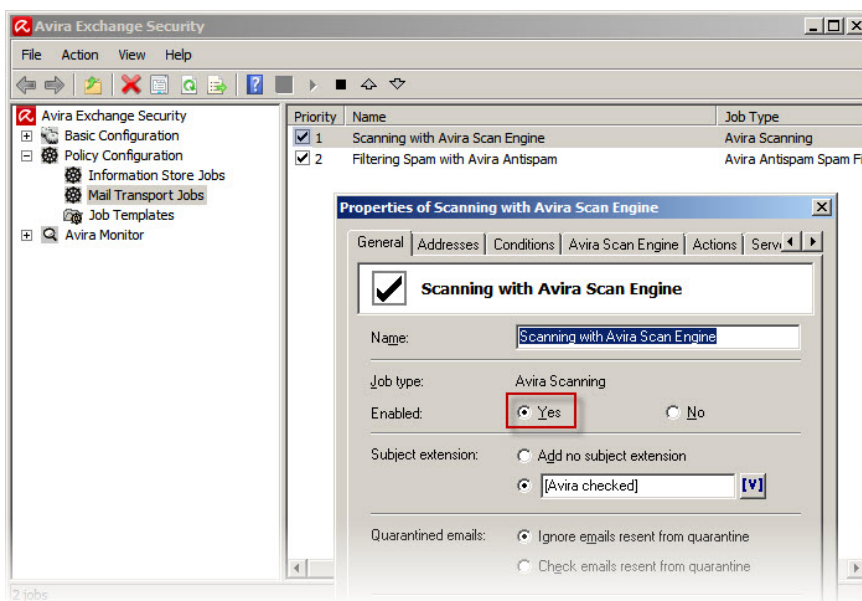 Avira Exchange Security
File Action View Help
Avira Exchange Security
Basic Configuration
Policy Configuration
Information Store Jobs
Mail Transport Jobs
Job Templates
Avira Monitor
Priority Name Job Type
1 Scanning with Avira Scan Engine Avira Scanning
2 Filtering Spam with Avira Antispam Avira Antispam Spam Fi
Properties of Scanning with Avira Scan Engine
General Addresses Conditions Avira Scan Engine Actions Serv
Scanning with Avira Scan Engine
Name: Scanning with Avira Scan Engine
Job type: Avira Scanning
Enabled: Yes No
Subject extension: Add no subject extension
[Avira checked] [V]
Quarantined emails: Ignore emails resent from quarantine
Check emails resent from quarantine
2 jobs